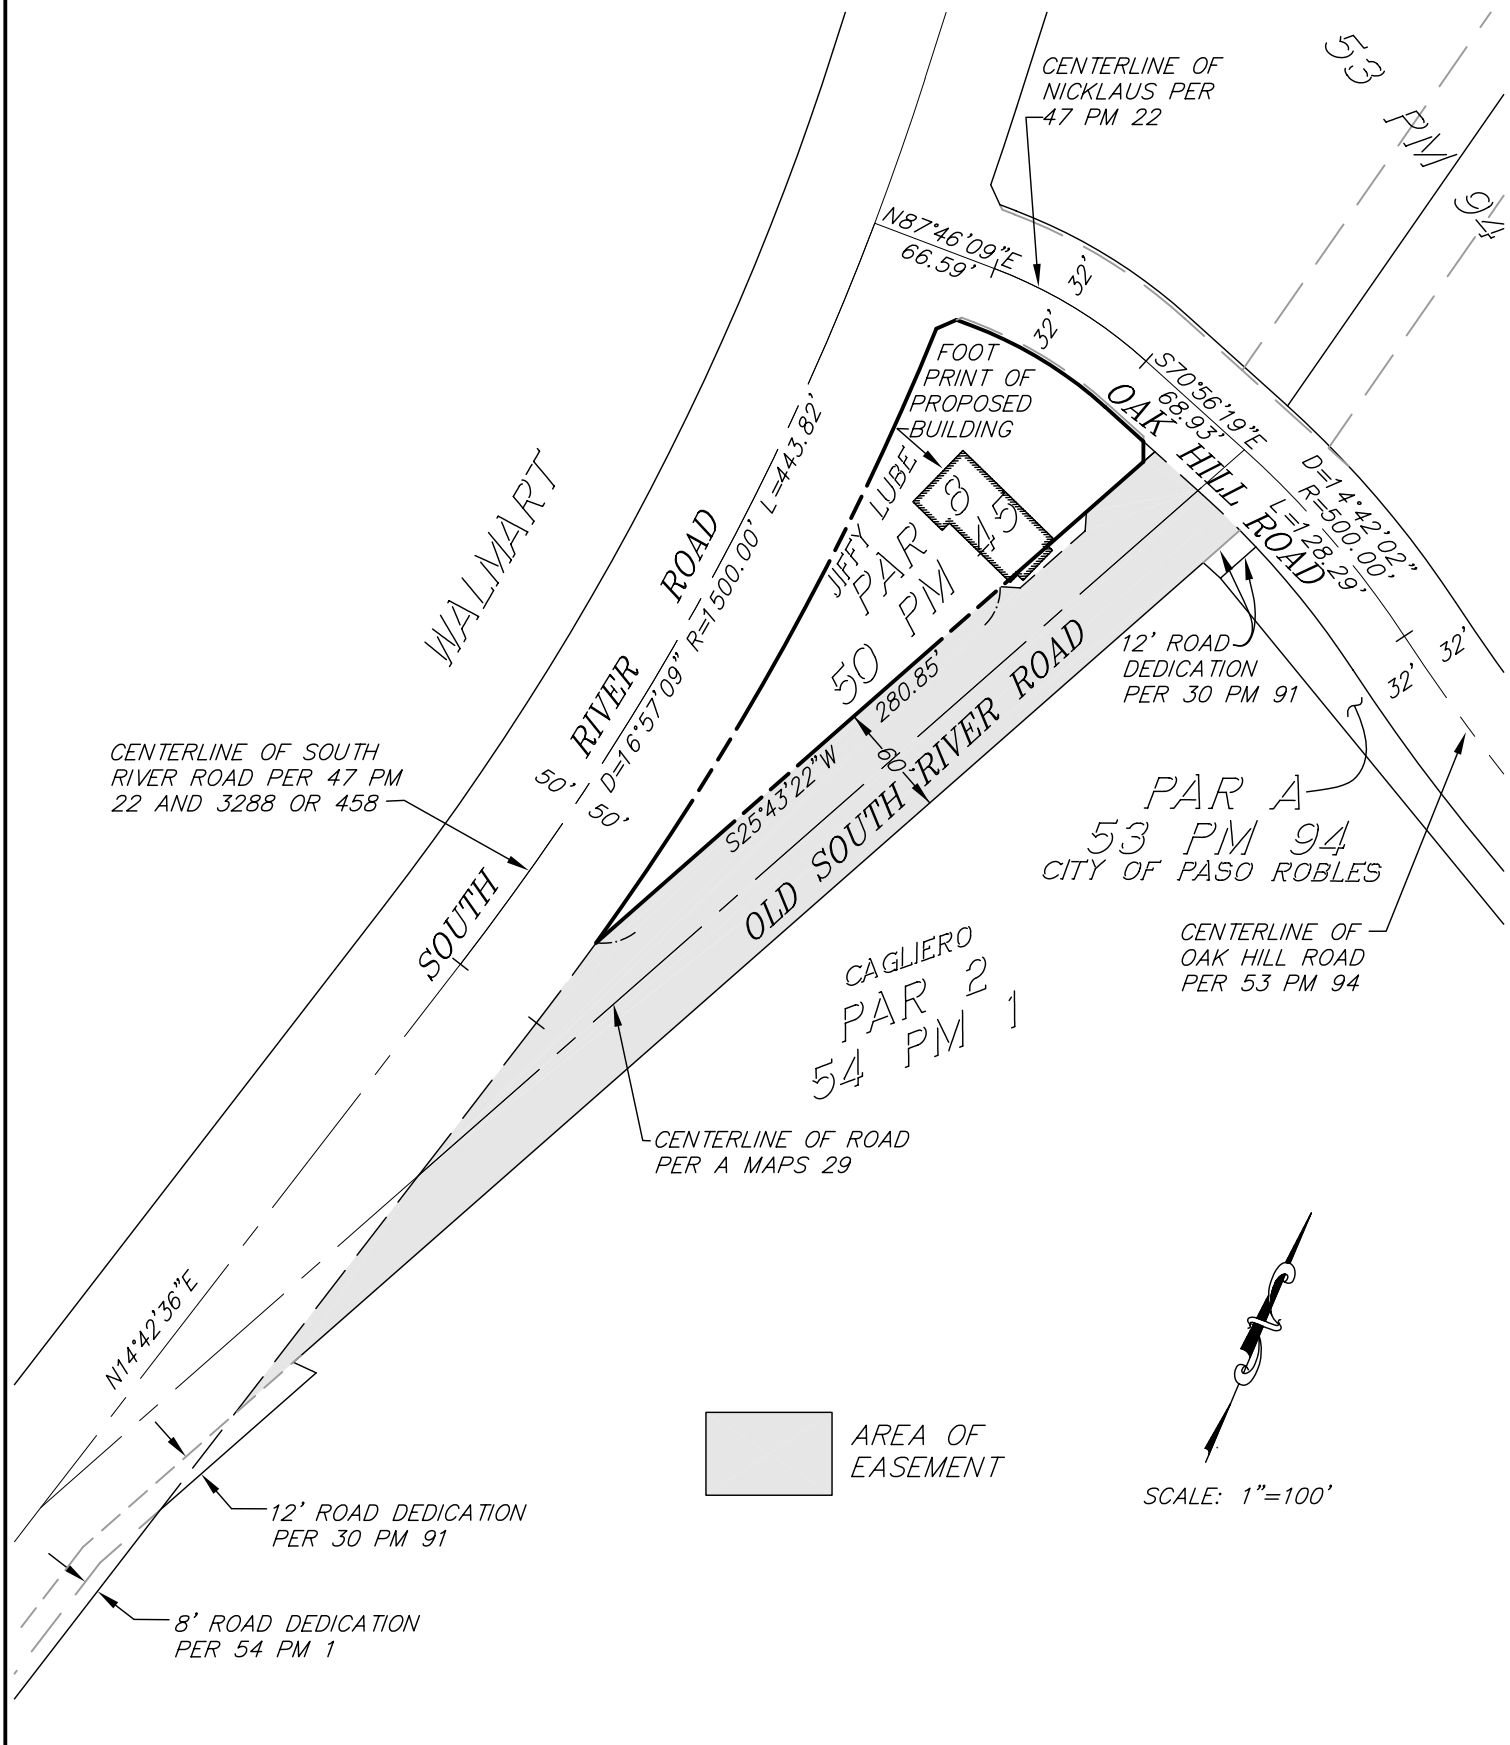 CENTERLINE OF
NICKLAUS PER
47 PM 22
53 PM 94
N87°46'09"E
66.59'
32'
32'
FOOT
PRINT OF
PROPOSED
BUILDING
S70°56'19"E
68.93'
OAK HILL ROAD
D=14°42'02"
R=500.00'
L=128.29'
32'
32'
WALMART
SOUTH RIVER ROAD
D=16°57'09" R=1500.00' L=443.82'
50'
50'
JIFFY LUBE
PAR 8
50 PM 45
280.85'
S25°43'22"W
60'
OLD SOUTH RIVER ROAD
12' ROAD
DEDICATION
PER 30 PM 91
CENTERLINE OF SOUTH
RIVER ROAD PER 47 PM
22 AND 3288 OR 458
PAR A
53 PM 94
CITY OF PASO ROBLES
CENTERLINE OF
OAK HILL ROAD
PER 53 PM 94
CAGLIERO
PAR 2
54 PM 1
CENTERLINE OF ROAD
PER A MAPS 29
N14°42'36"E
AREA OF
EASEMENT
SCALE: 1"=100'
12' ROAD DEDICATION
PER 30 PM 91
8' ROAD DEDICATION
PER 54 PM 1